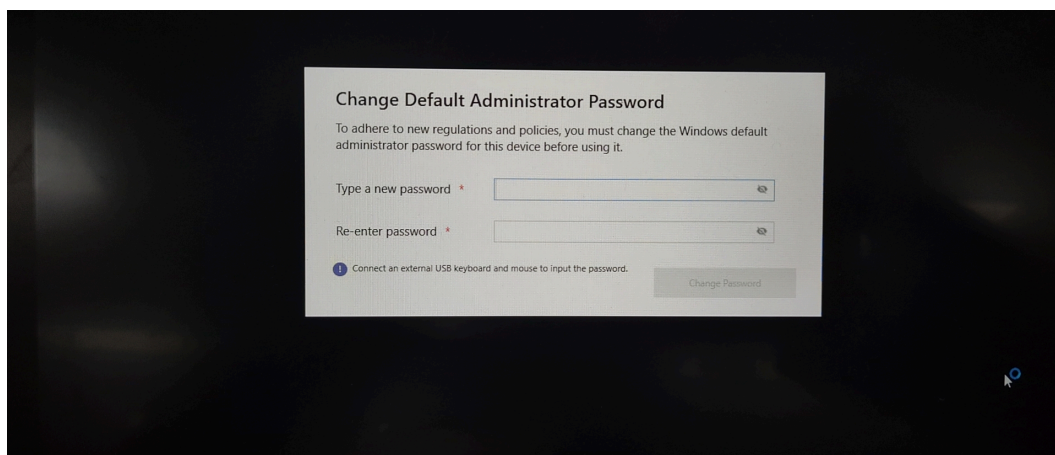 Change Default Administrator Password
To adhere to new regulations and policies, you must change the Windows default
administrator password for this device before using it.
Type a new password *
Re-enter password *
! Connect an external USB keyboard and mouse to input the password.
Change Password